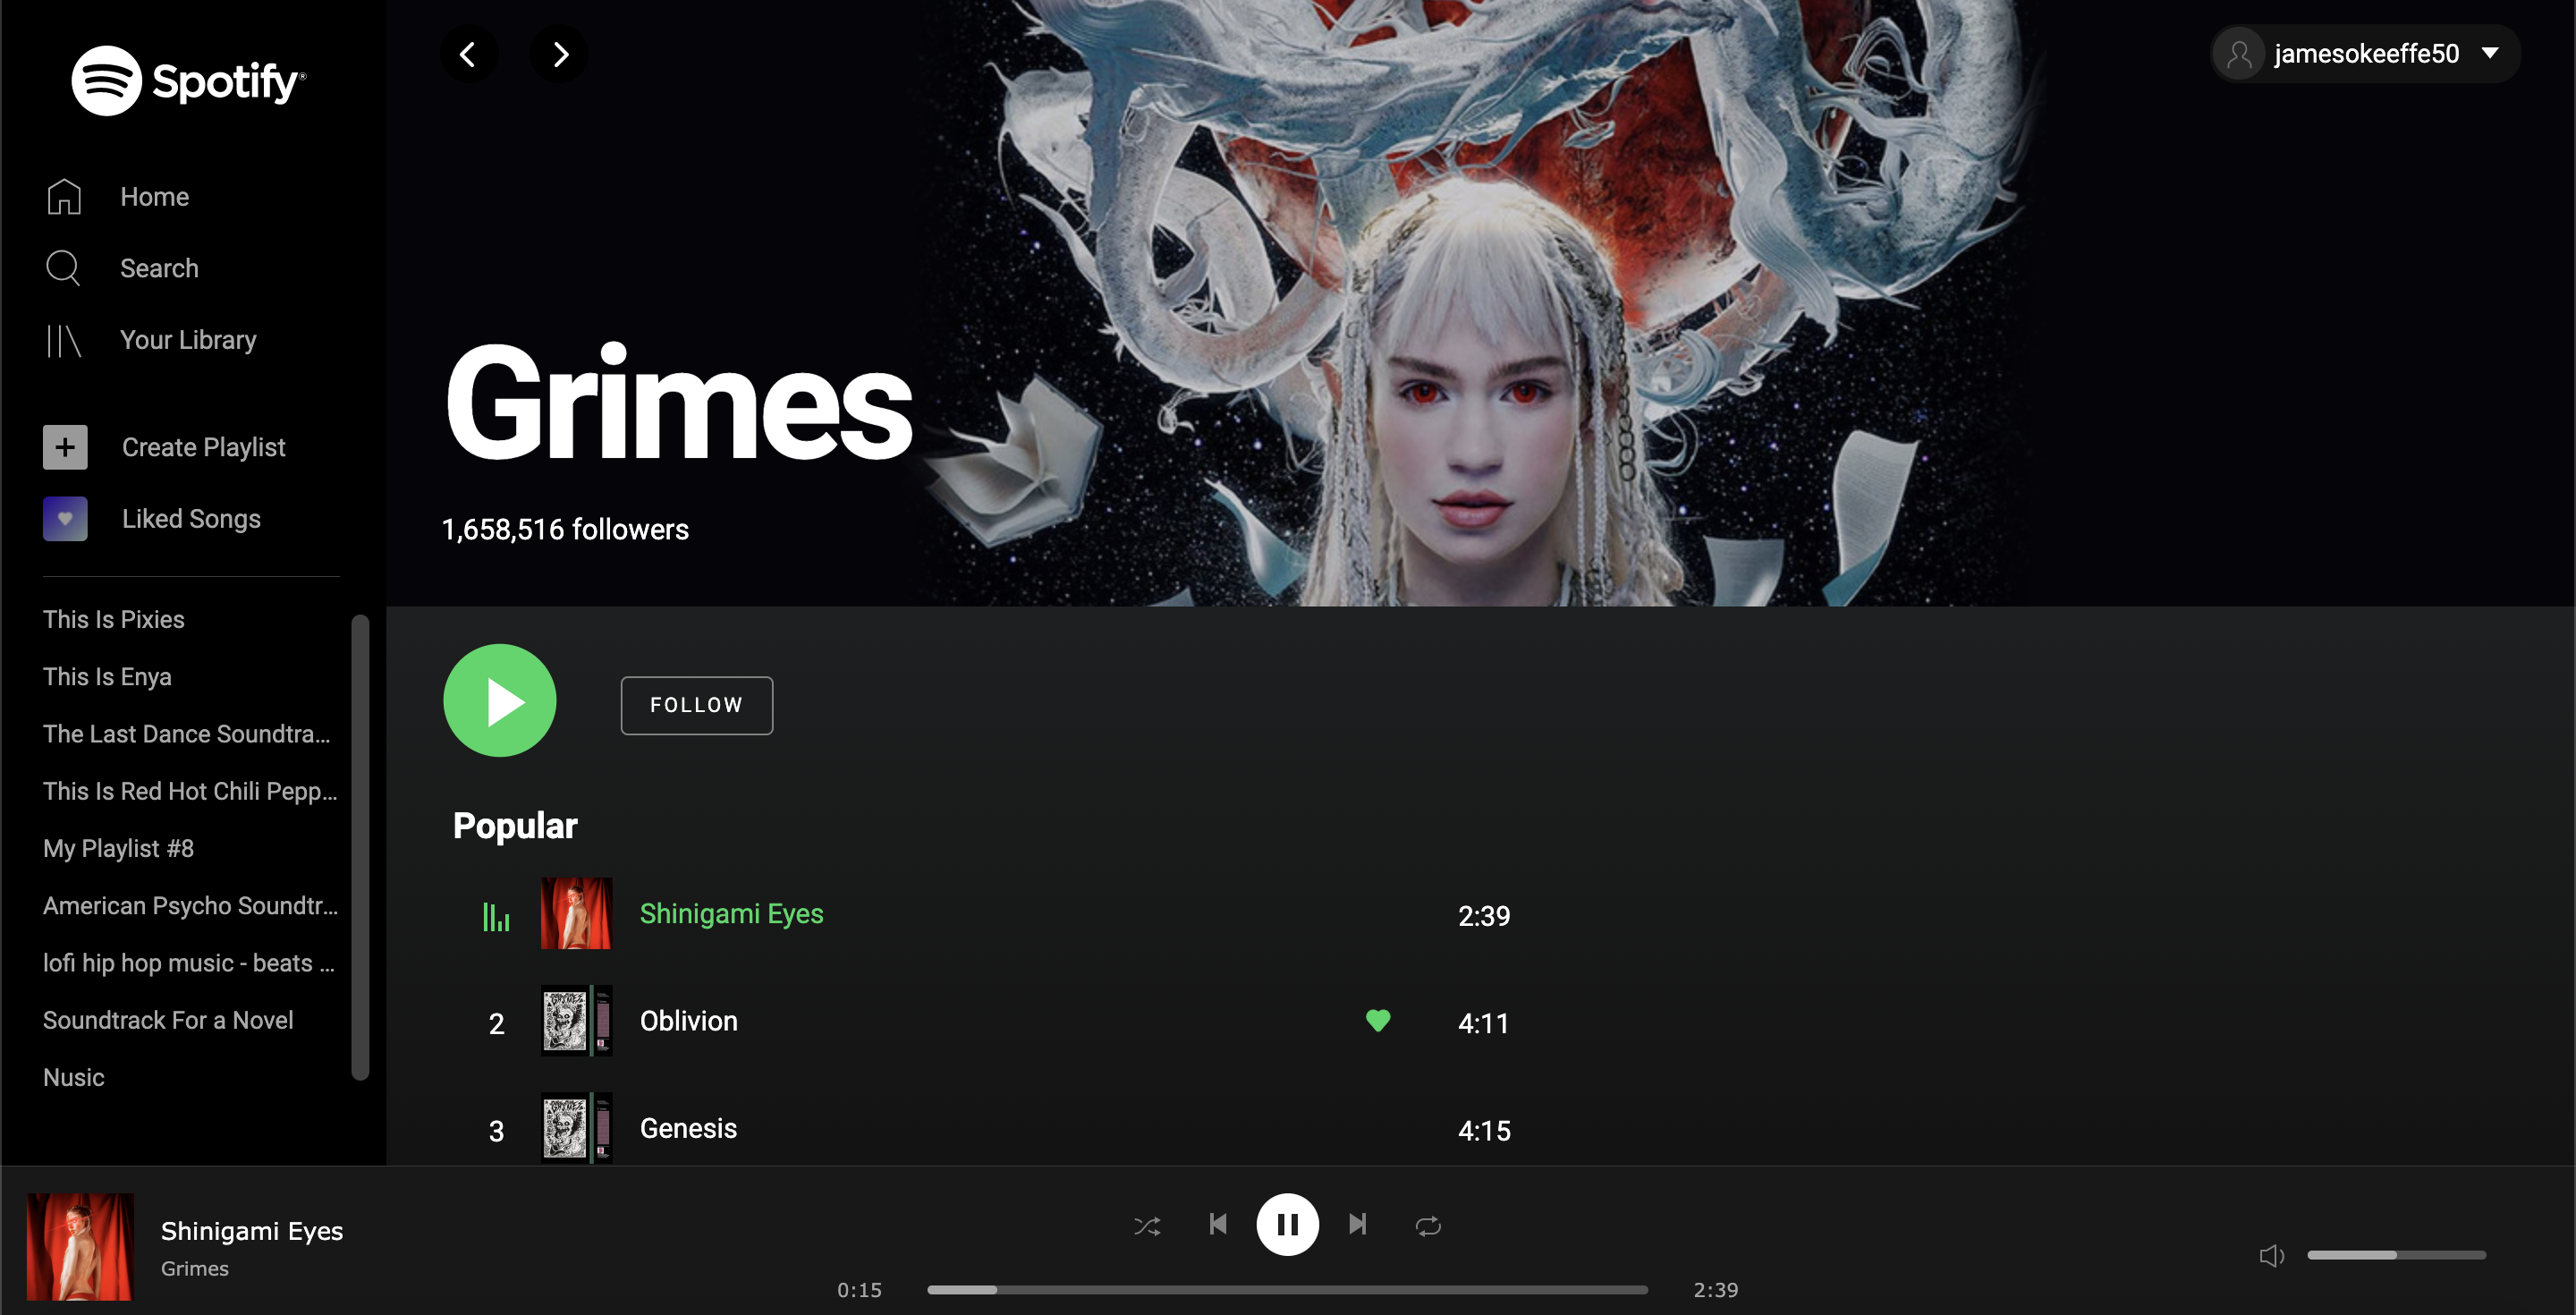 Spotify®
Home
Search
Your Library
Create Playlist
Liked Songs
This Is Pixies
This Is Enya
The Last Dance Soundtra...
This Is Red Hot Chili Pepp...
My Playlist #8
American Psycho Soundtr...
lofi hip hop music - beats ...
Soundtrack For a Novel
Nusic
jamesokeeffe50
Grimes
1,658,516 followers
FOLLOW
Popular
Shinigami Eyes 2:39
2 Oblivion 4:11
3 Genesis 4:15
Shinigami Eyes
Grimes
0:15 2:39